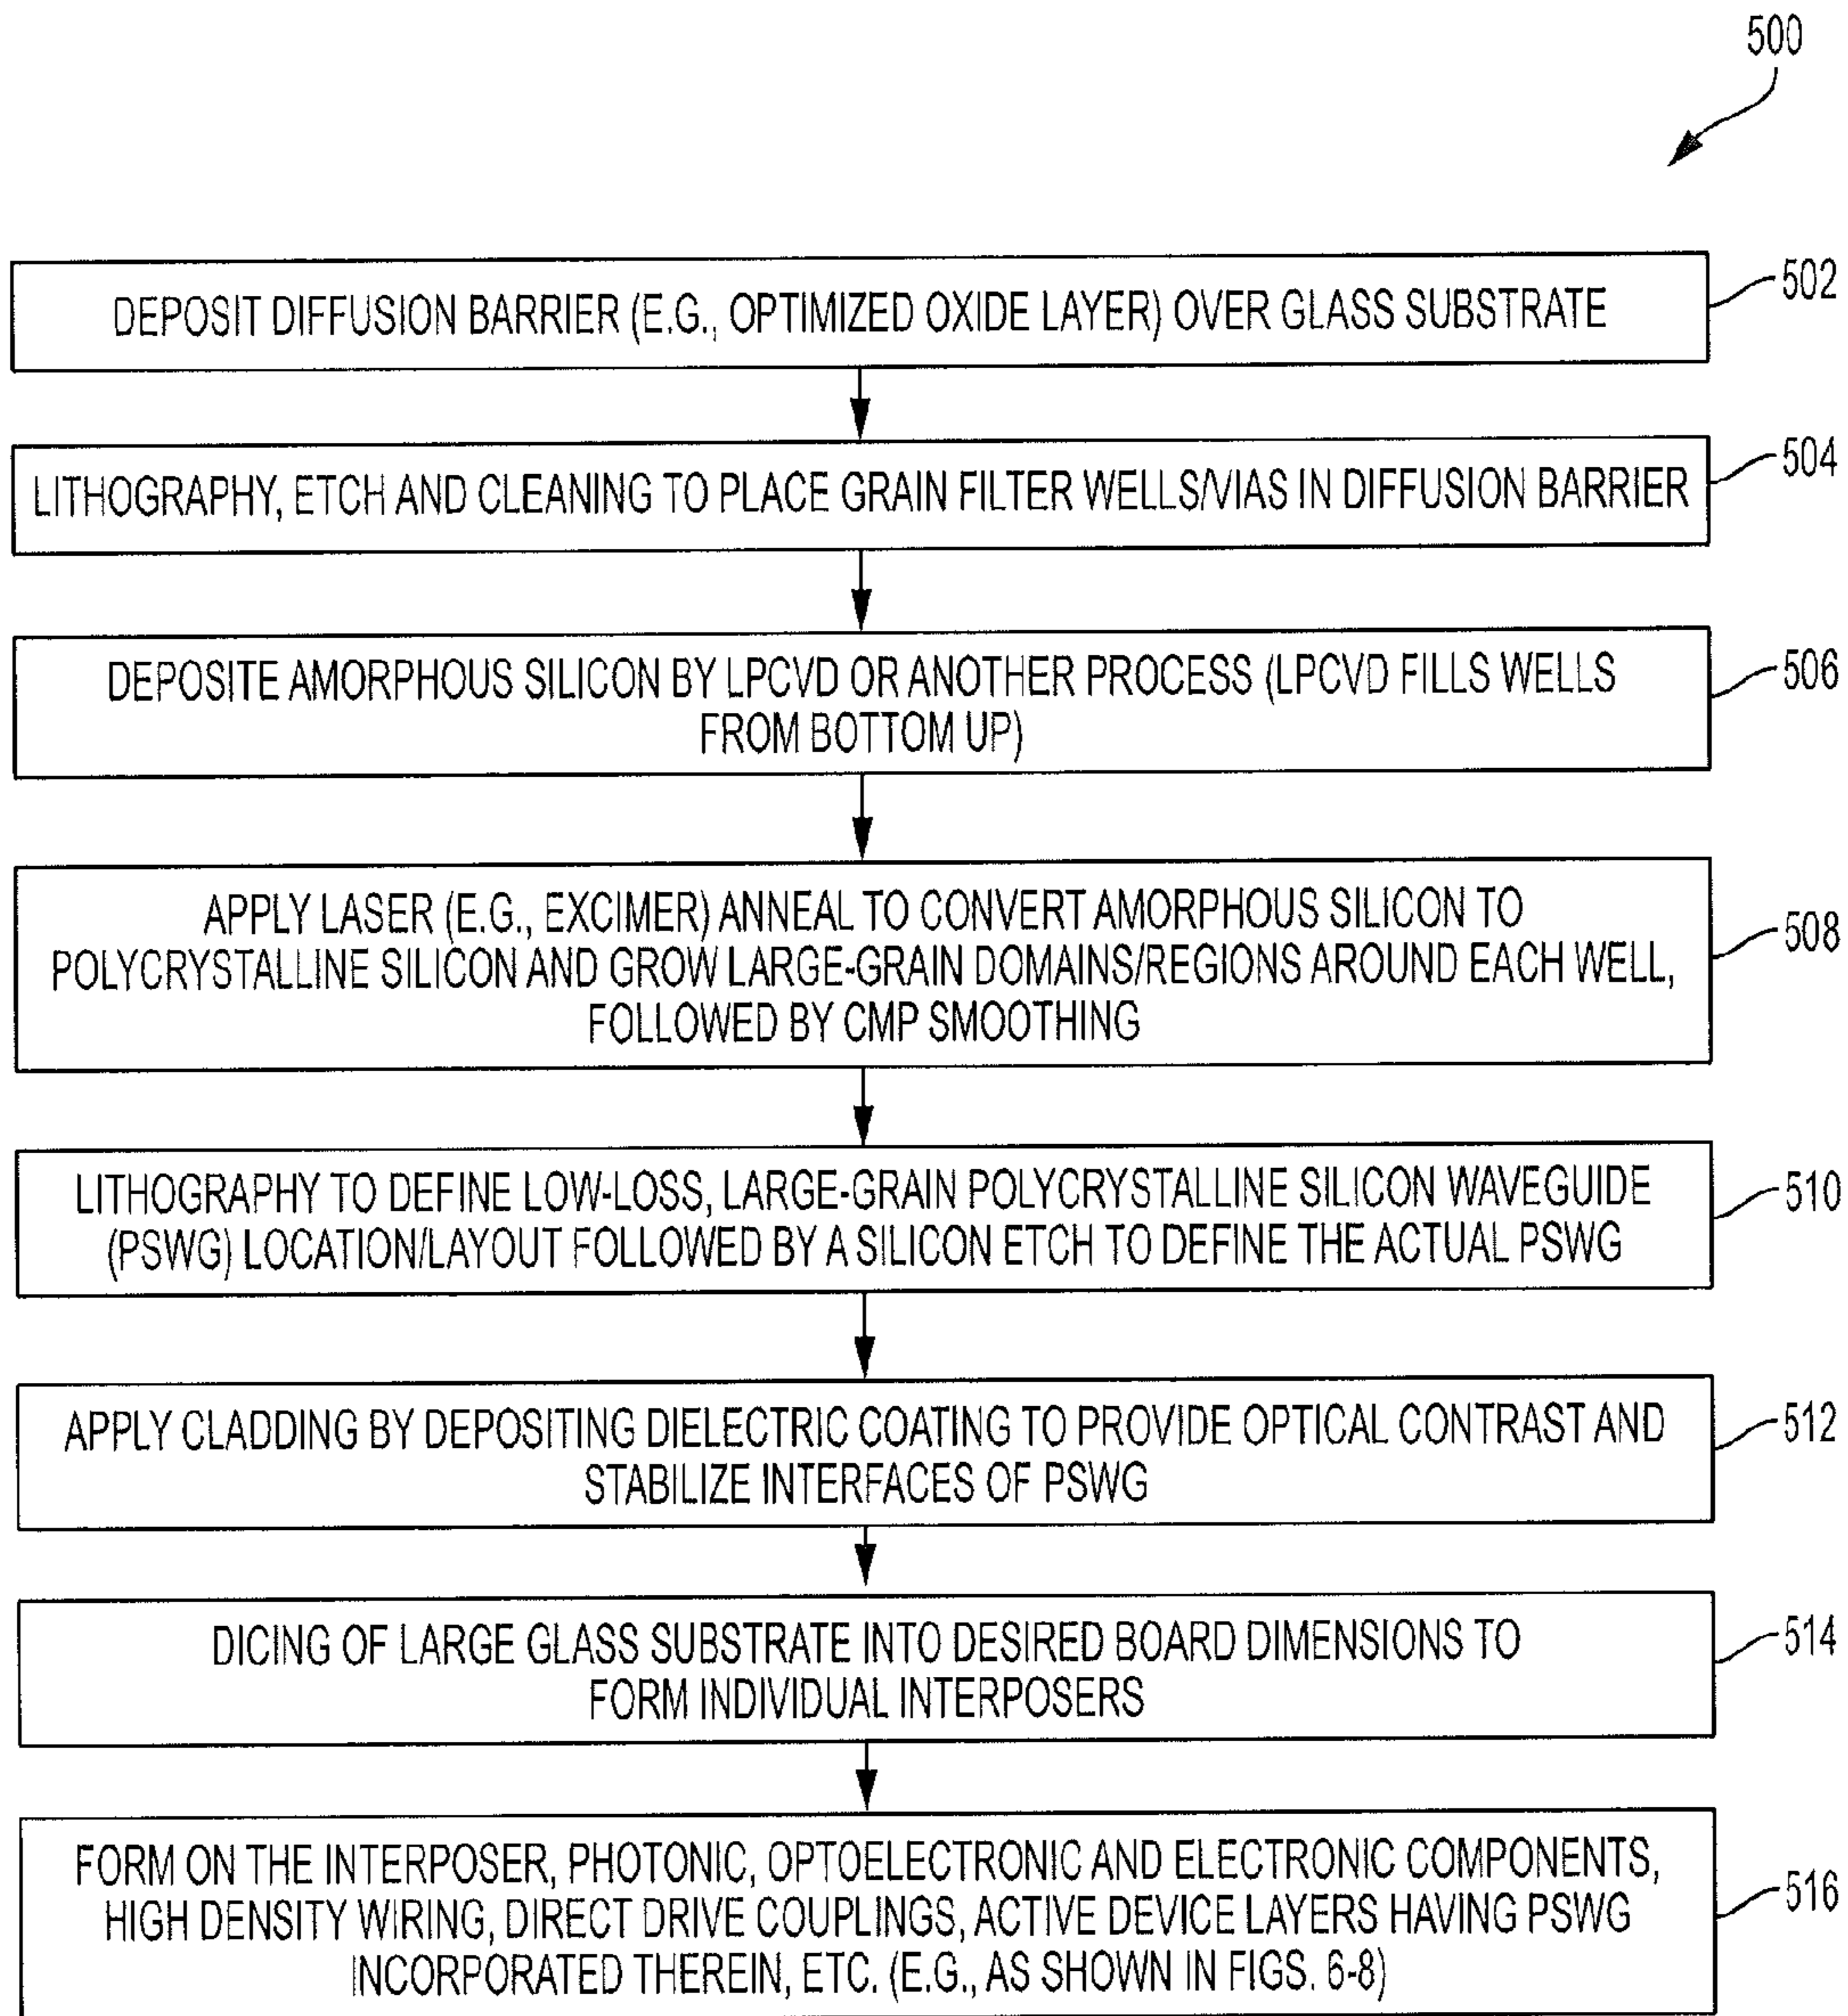 500
DEPOSIT DIFFUSION BARRIER (E.G., OPTIMIZED OXIDE LAYER) OVER GLASS SUBSTRATE
502
LITHOGRAPHY, ETCH AND CLEANING TO PLACE GRAIN FILTER WELLS/VIAS IN DIFFUSION BARRIER
504
DEPOSITE AMORPHOUS SILICON BY LPCVD OR ANOTHER PROCESS (LPCVD FILLS WELLS
FROM BOTTOM UP)
506
APPLY LASER (E.G., EXCIMER) ANNEAL TO CONVERT AMORPHOUS SILICON TO
POLYCRYSTALLINE SILICON AND GROW LARGE-GRAIN DOMAINS/REGIONS AROUND EACH WELL,
FOLLOWED BY CMP SMOOTHING
508
LITHOGRAPHY TO DEFINE LOW-LOSS, LARGE-GRAIN POLYCRYSTALLINE SILICON WAVEGUIDE
(PSWG) LOCATION/LAYOUT FOLLOWED BY A SILICON ETCH TO DEFINE THE ACTUAL PSWG
510
APPLY CLADDING BY DEPOSITING DIELECTRIC COATING TO PROVIDE OPTICAL CONTRAST AND
STABILIZE INTERFACES OF PSWG
512
DICING OF LARGE GLASS SUBSTRATE INTO DESIRED BOARD DIMENSIONS TO
FORM INDIVIDUAL INTERPOSERS
514
FORM ON THE INTERPOSER, PHOTONIC, OPTOELECTRONIC AND ELECTRONIC COMPONENTS,
HIGH DENSITY WIRING, DIRECT DRIVE COUPLINGS, ACTIVE DEVICE LAYERS HAVING PSWG
INCORPORATED THEREIN, ETC. (E.G., AS SHOWN IN FIGS. 6-8)
516